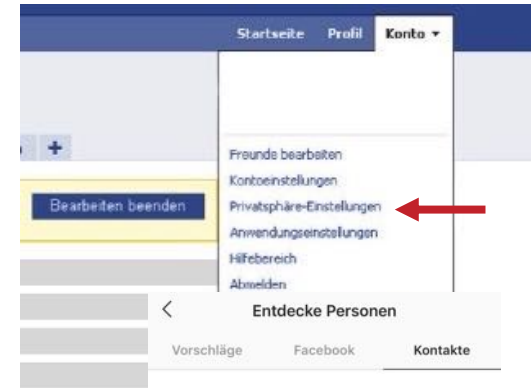 Startseite Profil Konto
+
Freunde bearbeiten
Kontoeinstellungen
Bearbeiten beenden
Privatsphäre-Einstellungen
Anwendungseinstellungen
Hilfebereich
Abmelden
Entdecke Personen
Vorschläge Facebook Kontakte